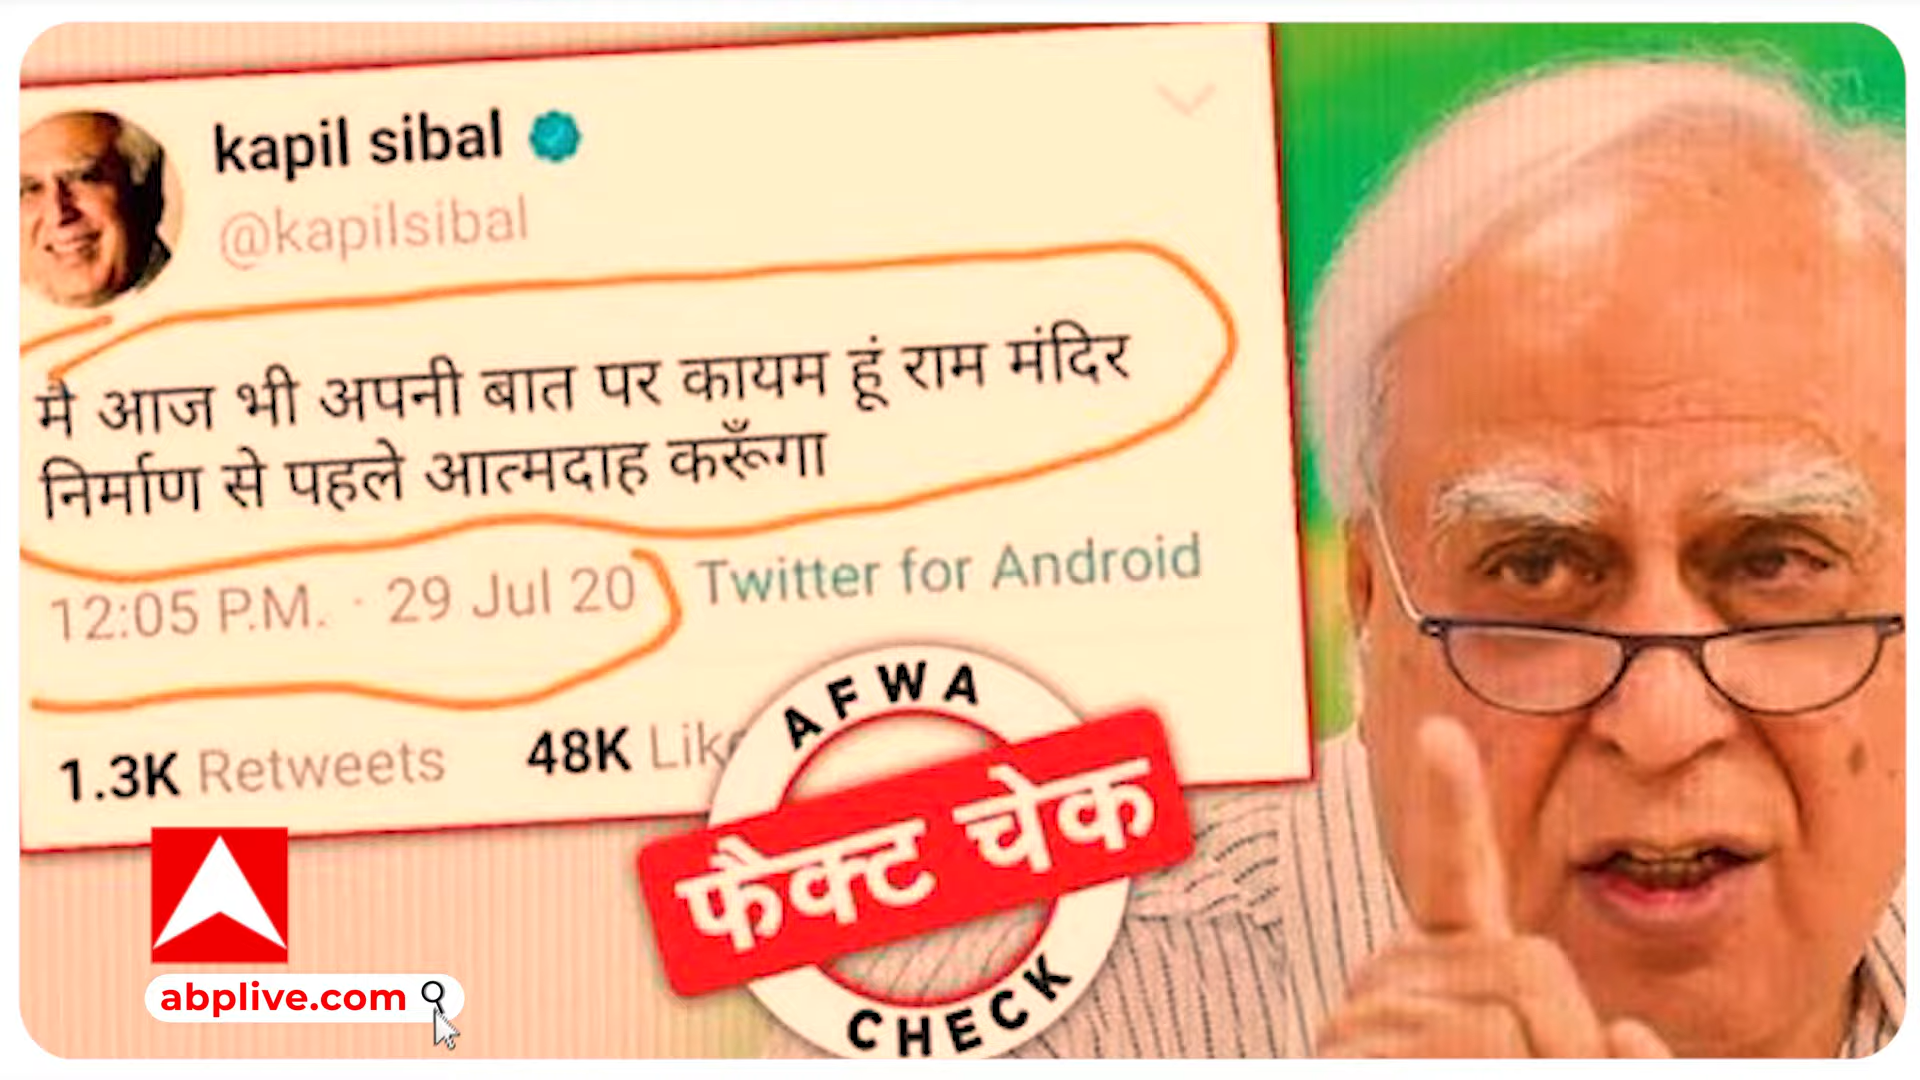 kapil sibal
@kapilsibal
मै आज भी अपनी बात पर कायम हूं राम मंदिर
निर्माण से पहले आत्मदाह करूँगा
12:05 P.M. · 29 Jul 20 Twitter for Android
1.3K Retweets 48K Lik
AFWA
फैक्ट चेक
CHECK
abplive.com